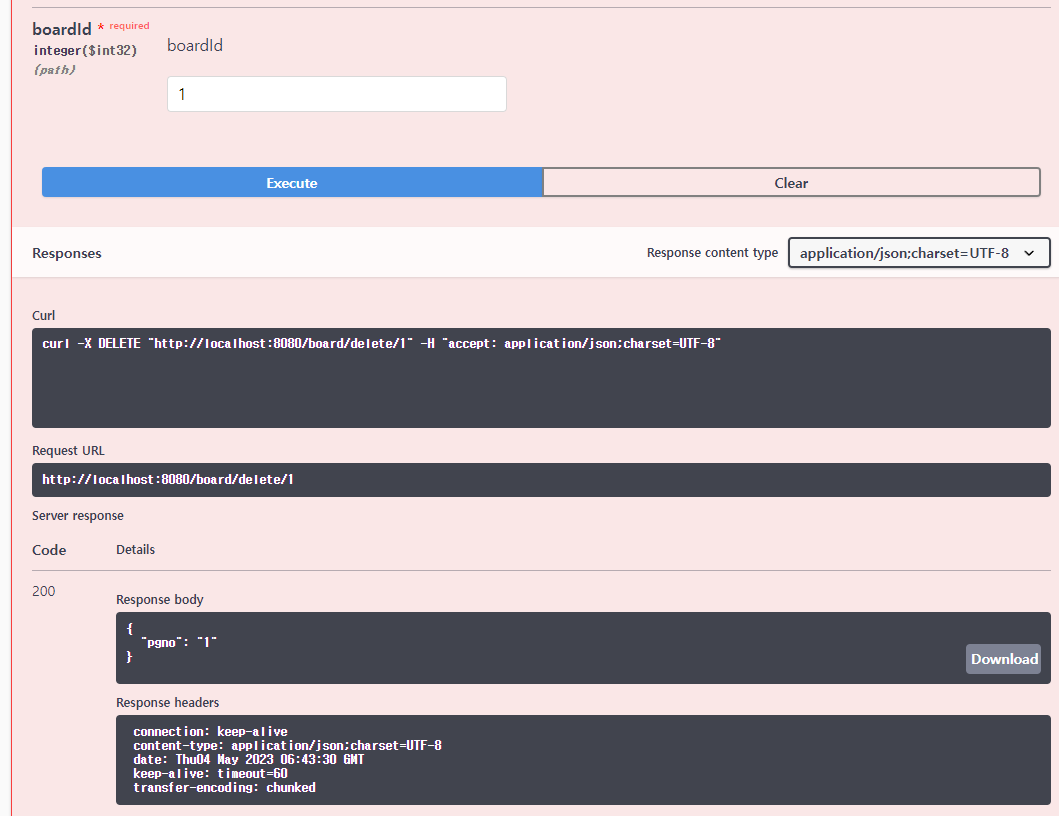 boardId * required
integer($int32)
(path)
boardId
1
Execute
Clear
Responses
Response content type
application/json;charset=UTF-8
Curl
curl -X DELETE "http://localhost:8080/board/delete/1" -H "accept: application/json;charset=UTF-8"
Request URL
http://localhost:8080/board/delete/1
Server response
Code
Details
200
Response body
{
  "pgno": "1"
}
Download
Response headers
connection: keep-alive
content-type: application/json;charset=UTF-8
date: Thu04 May 2023 06:43:30 GMT
keep-alive: timeout=60
transfer-encoding: chunked